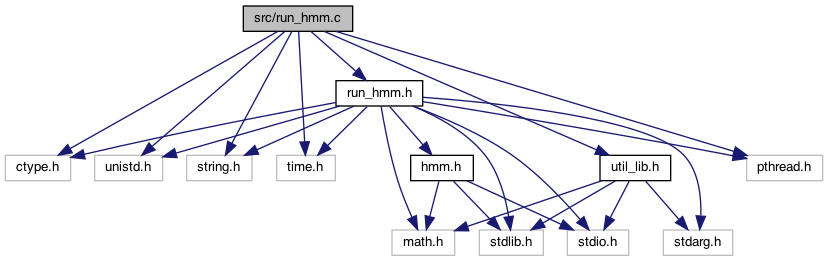 src/run_hmm.c
run_hmm.h
ctype.h
unistd.h
string.h
time.h
hmm.h
util_lib.h
pthread.h
math.h
stdlib.h
stdio.h
stdarg.h